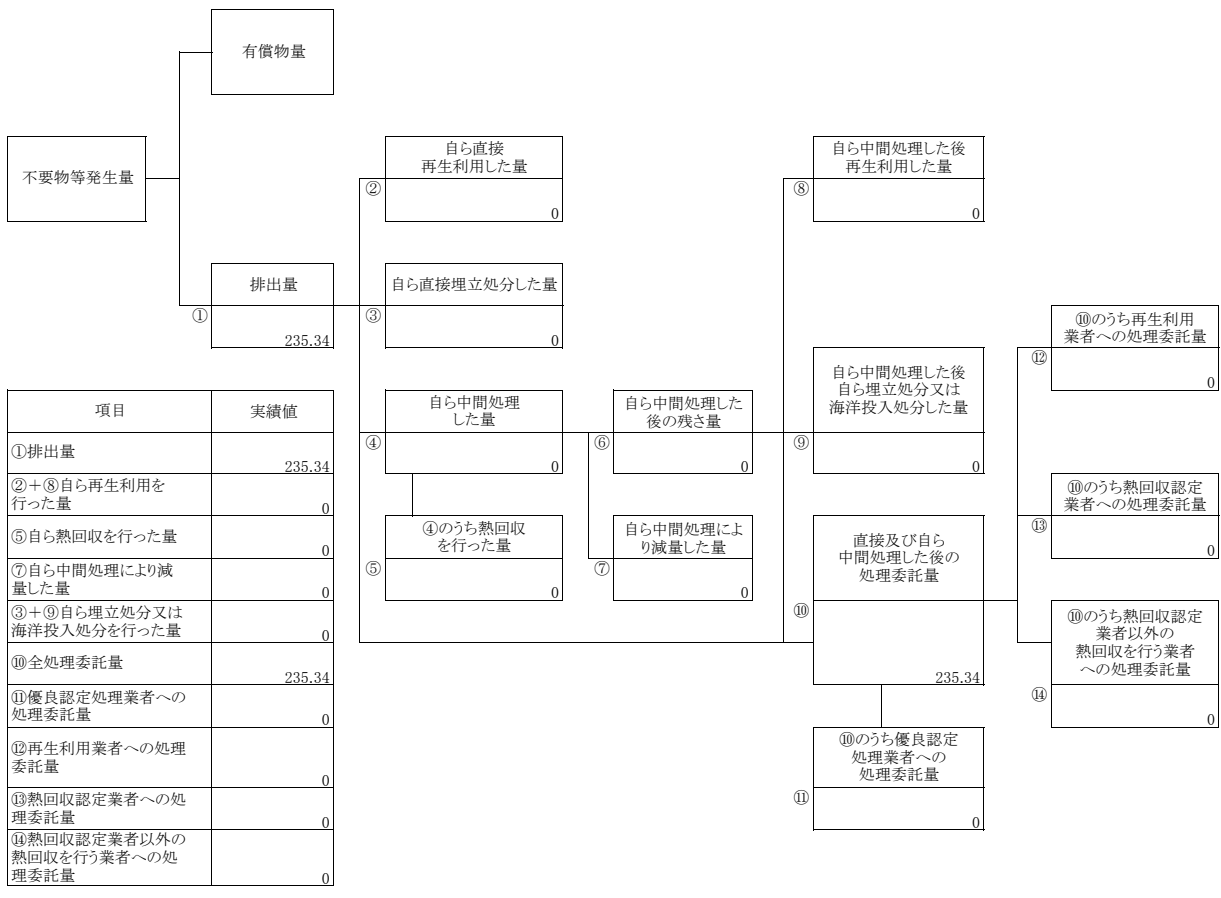 有償物量
不要物等発生量
自ら直接
再生利用した量
②
0
自ら中間処理した後
再生利用した量
⑧
0
排出量
①
235.34
自ら直接埋立処分した量
③
0
⑩のうち再生利用
業者への処理委託量
⑫
0
自ら中間処理
した量
④
0
自ら中間処理した
後の残さ量
⑥
0
自ら中間処理した後
自ら埋立処分又は
海洋投入処分した量
⑨
0
⑩のうち熱回収認定
業者への処理委託量
⑬
0
④のうち熱回収
を行った量
⑤
0
自ら中間処理によ
り減量した量
⑦
0
直接及び自ら
中間処理した後の
処理委託量
⑩
235.34
⑩のうち熱回収認定
業者以外の
熱回収を行う業者
への処理委託量
⑭
0
⑩のうち優良認定
処理業者への
処理委託量
⑪
0
項目 実績値
①排出量
235.34
②+⑧自ら再生利用を
行った量
0
⑤自ら熱回収を行った量
0
⑦自ら中間処理により減
量した量
0
③+⑨自ら埋立処分又は
海洋投入処分を行った量
0
⑩全処理委託量
235.34
⑪優良認定処理業者への
処理委託量
0
⑫再生利用業者への処理
委託量
0
⑬熱回収認定業者への処
理委託量
0
⑭熱回収認定業者以外の
熱回収を行う業者への処
理委託量
0